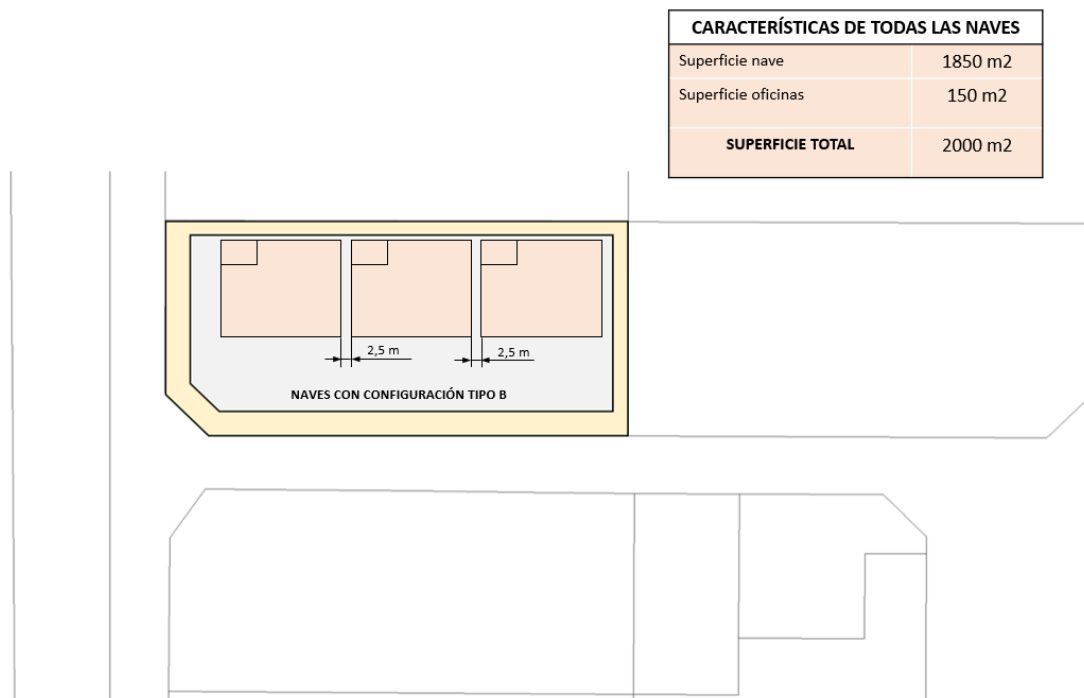 CARACTERÍSTICAS DE TODAS LAS NAVES
Superficie nave 1850 m2
Superficie oficinas 150 m2
SUPERFICIE TOTAL 2000 m2
2,5 m 2,5 m
NAVES CON CONFIGURACIÓN TIPO B